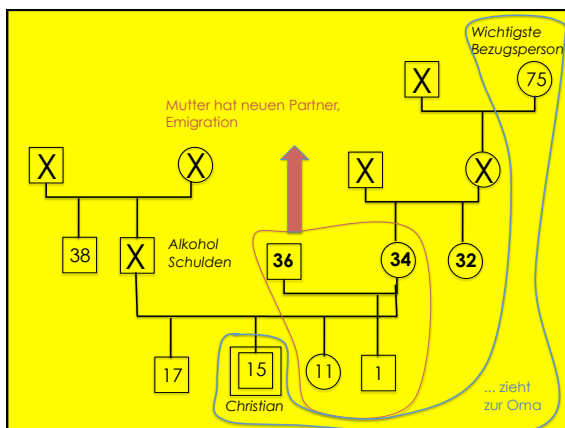 Wichtigste
Bezugsperson
X
75
Mutter hat neuen Partner,
Emigration
X
X
X
X
38
X
Alkohol
Schulden
36
34
32
17
15
11
1
Christian
... zieht
zur Oma